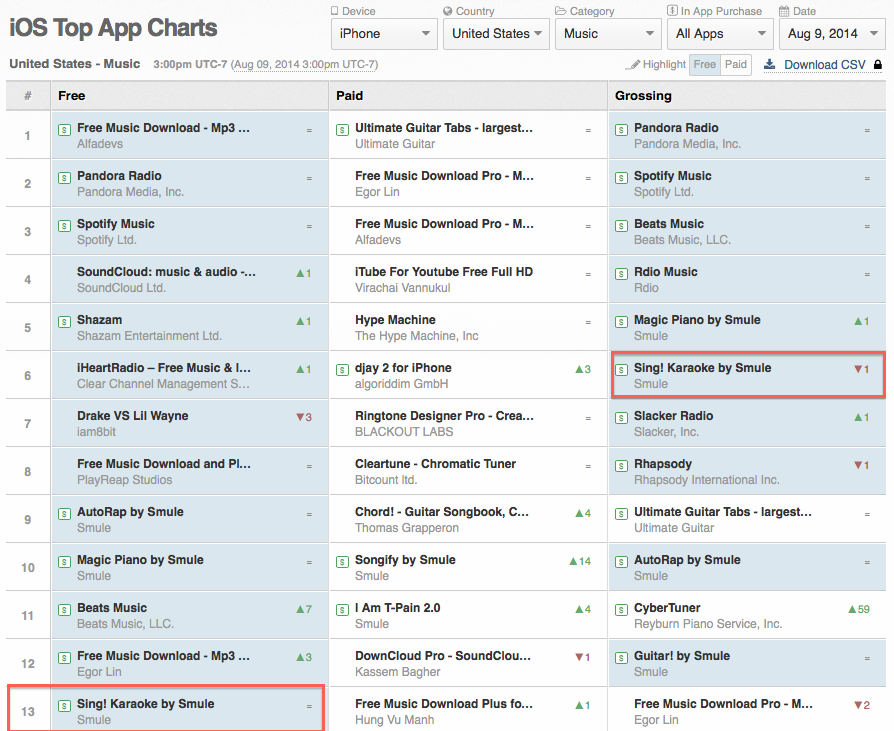 iOS Top App Charts
Device
Country
Category
In App Purchase
Date
iPhone
United States
Music
All Apps
Aug 9, 2014
United States - Music 3:00pm UTC-7 (Aug 09, 2014 3:00pm UTC-7)
Highlight Free Paid
Download CSV
# Free Paid Grossing
1
Free Music Download - Mp3 ... =
Alfadevs
Ultimate Guitar Tabs - largest... =
Ultimate Guitar
Pandora Radio =
Pandora Media, Inc.
2
Pandora Radio =
Pandora Media, Inc.
Free Music Download Pro - M... =
Egor Lin
Spotify Music =
Spotify Ltd.
3
Spotify Music =
Spotify Ltd.
Free Music Download Pro - M... =
Alfadevs
Beats Music =
Beats Music, LLC.
4
SoundCloud: music & audio -... ▲1
SoundCloud Ltd.
iTube For Youtube Free Full HD =
Virachai Vannukul
Rdio Music =
Rdio
5
Shazam ▲1
Shazam Entertainment Ltd.
Hype Machine =
The Hype Machine, Inc
Magic Piano by Smule ▲1
Smule
6
iHeartRadio – Free Music & I... ▲1
Clear Channel Management S...
djay 2 for iPhone ▲3
algoriddim GmbH
Sing! Karaoke by Smule ▼1
Smule
7
Drake VS Lil Wayne ▼3
iam8bit
Ringtone Designer Pro - Crea... =
BLACKOUT LABS
Slacker Radio ▲1
Slacker, Inc.
8
Free Music Download and Pl... =
PlayReap Studios
Cleartune - Chromatic Tuner =
Bitcount ltd.
Rhapsody ▼1
Rhapsody International Inc.
9
AutoRap by Smule =
Smule
Chord! - Guitar Songbook, C... ▲4
Thomas Grapperon
Ultimate Guitar Tabs - largest... =
Ultimate Guitar
10
Magic Piano by Smule =
Smule
Songify by Smule ▲14
Smule
AutoRap by Smule =
Smule
11
Beats Music ▲7
Beats Music, LLC.
I Am T-Pain 2.0 ▲4
Smule
CyberTuner ▲59
Reyburn Piano Service, Inc.
12
Free Music Download - Mp3 ... ▲3
Egor Lin
DownCloud Pro - SoundClou... ▼1
Kassem Bagher
Guitar! by Smule =
Smule
13
Sing! Karaoke by Smule =
Smule
Free Music Download Plus fo... ▲1
Hung Vu Manh
Free Music Download Pro - M... ▼2
Egor Lin